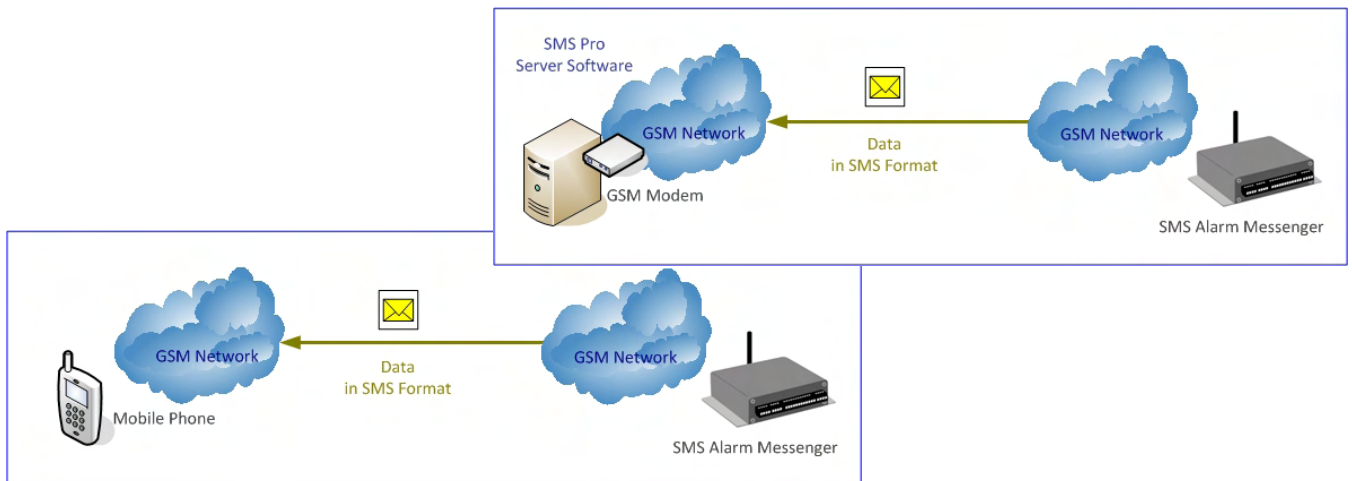 SMS Pro
Server Software
GSM Network
GSM Network
Data
in SMS Format
GSM Modem
SMS Alarm Messenger
GSM Network
GSM Network
Data
in SMS Format
Mobile Phone
SMS Alarm Messenger